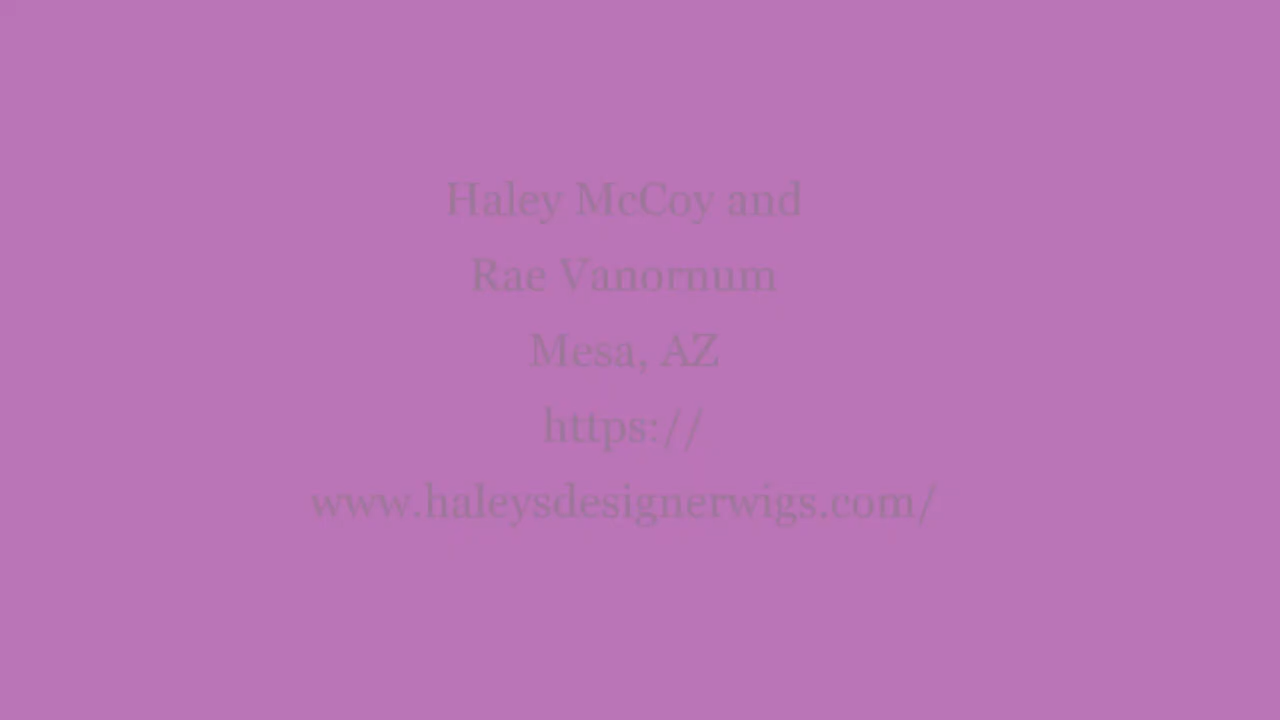 Haley McCoy and
Rae Vanornum
Mesa, AZ
https://
www.haleysdesignerwigs.com/